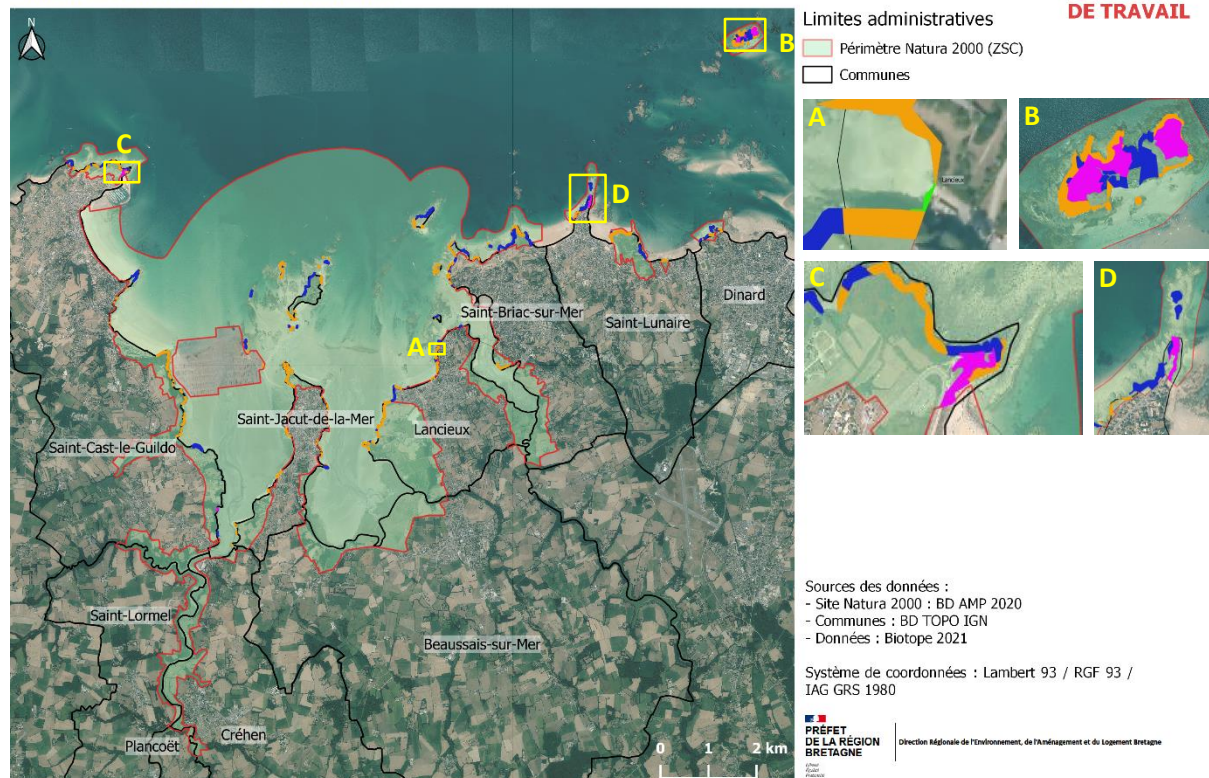 N
B
C
D
A
Saint-Briac-sur-Mer
Saint-Lunaire
Dinard
Saint-Jacut-de-la-Mer
Lancieux
Saint-Cast-le-Guildo
Saint-Lormel
Beaussais-sur-Mer
Créhen
Plancoët
0 1 2 km
DE TRAVAIL
Limites administratives
Périmètre Natura 2000 (ZSC)
Communes
A
Lancieux
B
C
D
Sources des données :
- Site Natura 2000 : BD AMP 2020
- Communes : BD TOPO IGN
- Données : Biotope 2021
Système de coordonnées : Lambert 93 / RGF 93 /
IAG GRS 1980
PRÉFET
DE LA RÉGION
BRETAGNE
Direction Régionale de l'Environnement, de l'Aménagement et du Logement Bretagne
Liberté
Égalité
Fraternité